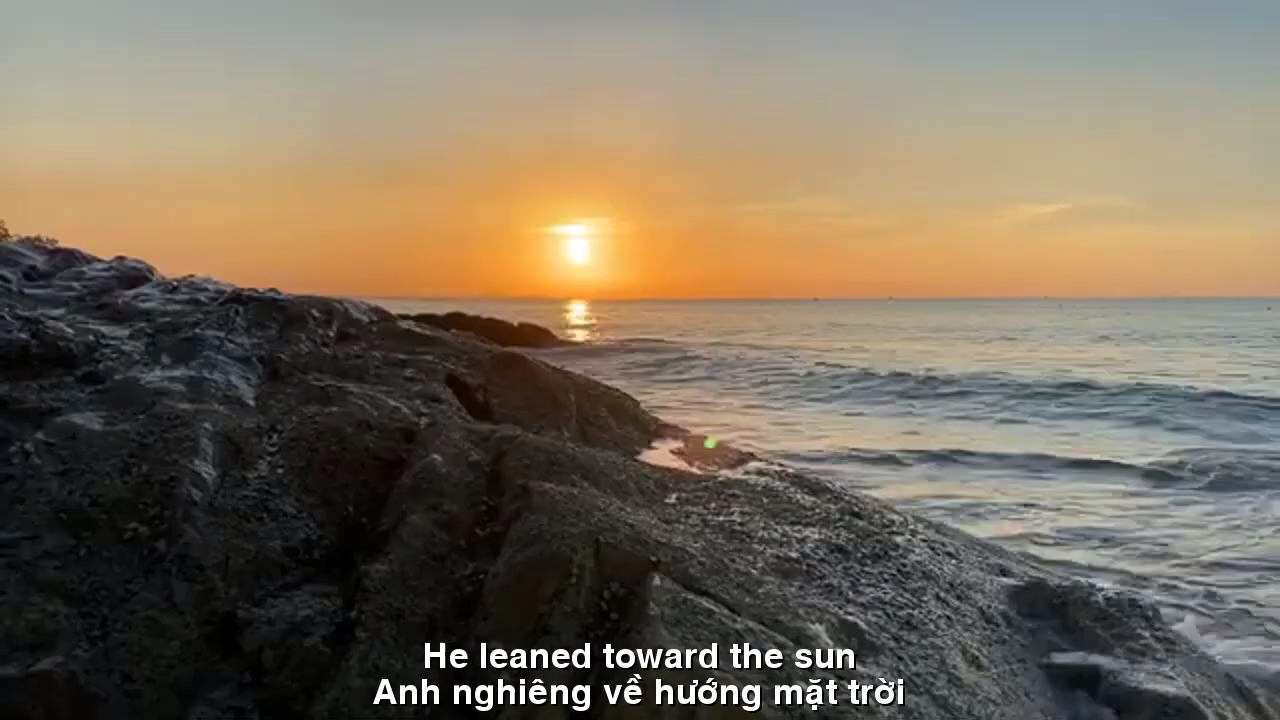 He leaned toward the sun
Anh nghiêng về hướng mặt trời